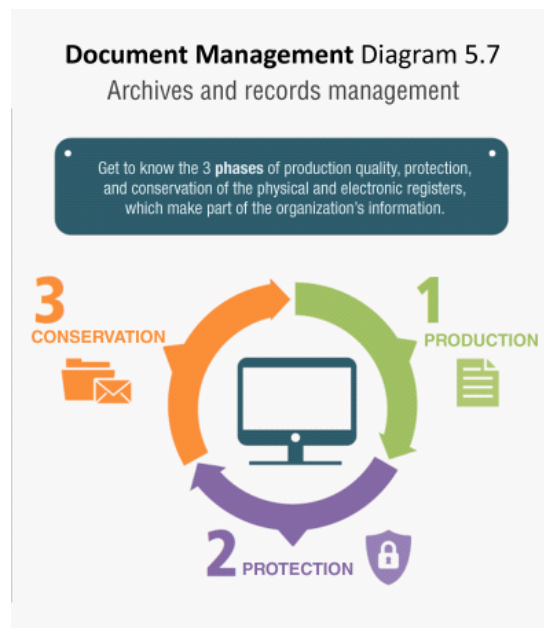 Document Management Diagram 5.7
Archives and records management
Get to know the 3 phases of production quality, protection,
and conservation of the physical and electronic registers,
which make part of the organization's information.
1
PRODUCTION
2 PROTECTION
3
CONSERVATION